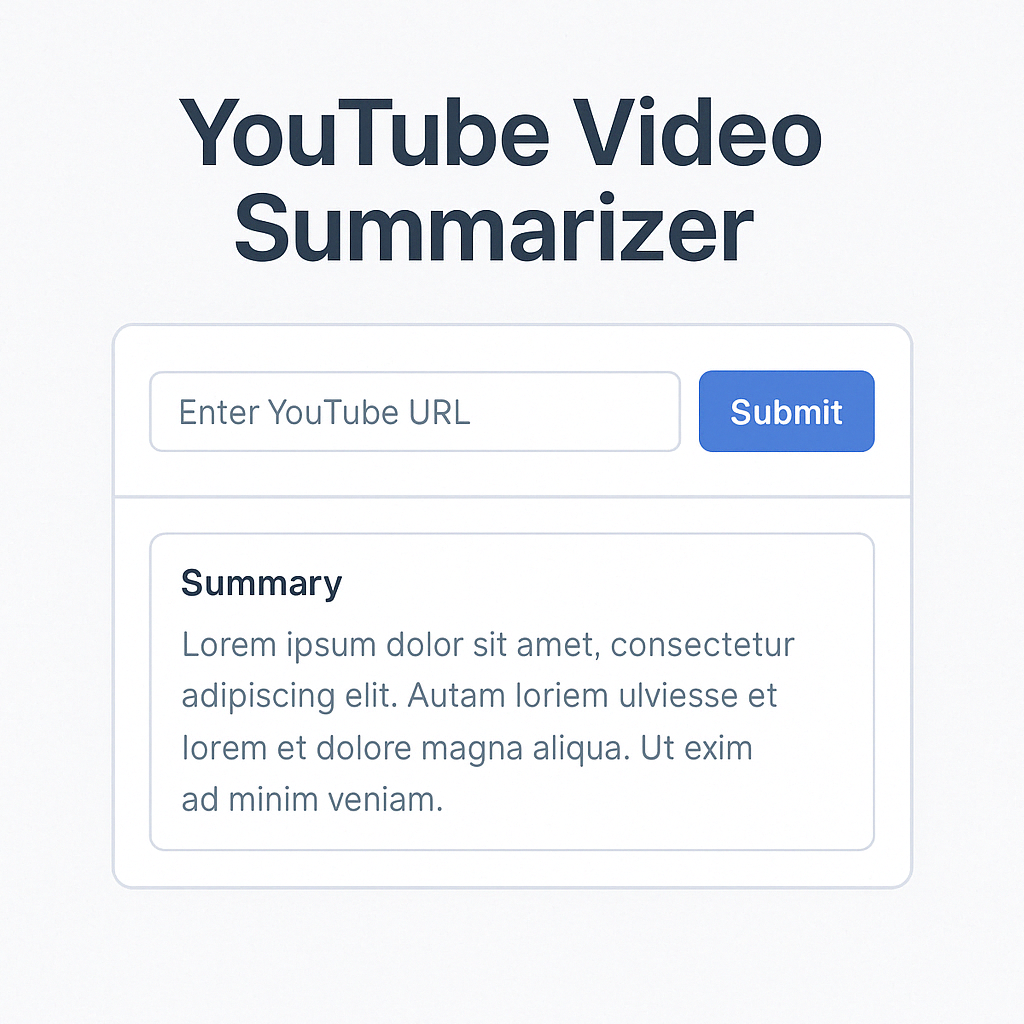 YouTube Video
Summarizer
Enter YouTube URL
Submit
Summary
Lorem ipsum dolor sit amet, consectetur
adipiscing elit. Autam loriem ulviesse et
lorem et dolore magna aliqua. Ut exim
ad minim veniam.